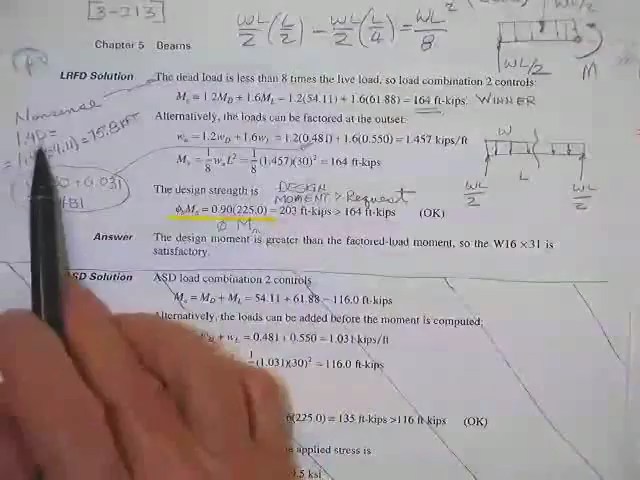 [3-213]
WL/2 (L/2) - WL/2 (L/4) = WL²/8
WL/2
M
Chapter 5 Beams
LRFD Solution
The dead load is less than 8 times the live load, so load combination 2 controls:
Nonsense
Mu = 1.2MD + 1.6ML = 1.2(54.11) + 1.6(61.88) = 164 ft-kips. WINNER
1.4D =
= 75.8
Alternatively, the loads can be factored at the outset:
wu = 1.2wD + 1.6wL = 1.2(0.481) + 1.6(0.550) = 1.457 kips/ft
W
Mu = 1/8 wuL² = 1/8 (1.457)(30)² = 164 ft-kips
L
+ 0.031
WL/2
WL/2
The design strength is
DESIGN
MOMENT >
ϕbMn = 0.90(225.0) = 203 ft-kips > 164 ft-kips (OK)
ϕ Mn
Answer
The design moment is greater than the factored-load moment, so the W16 × 31 is
satisfactory.
SD Solution
ASD load combination 2 controls
Ma = MD + ML = 54.11 + 61.88 = 116.0 ft-kips
Alternatively, the loads can be added before the moment is computed:
+ wL = 0.481 + 0.550 = 1.031 kips/ft
(1.031)(30)² = 116.0 ft-kips
6(225.0) = 135 ft-kips >116 ft-kips (OK)
e applied stress is
.5 ksi